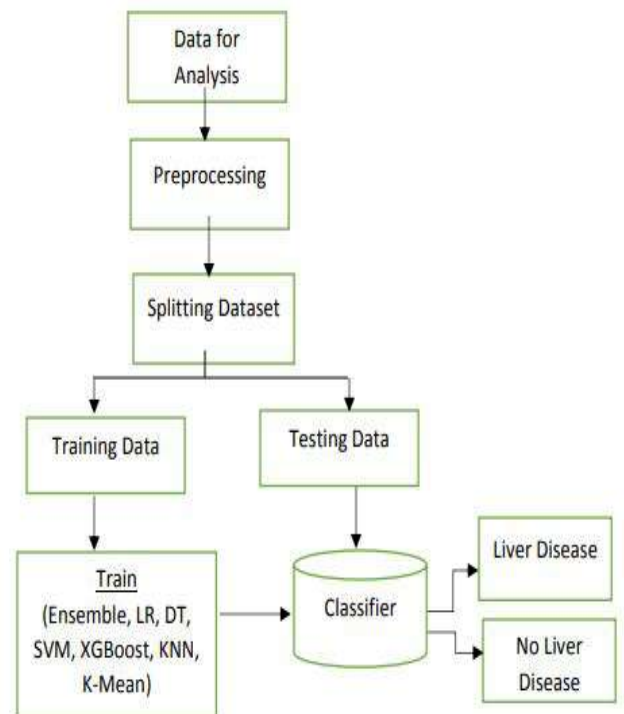 Data for
Analysis
Preprocessing
Splitting Dataset
Training Data
Testing Data
Train
(Ensemble, LR, DT,
SVM, XGBoost, KNN,
K-Mean)
Classifier
Liver Disease
No Liver
Disease